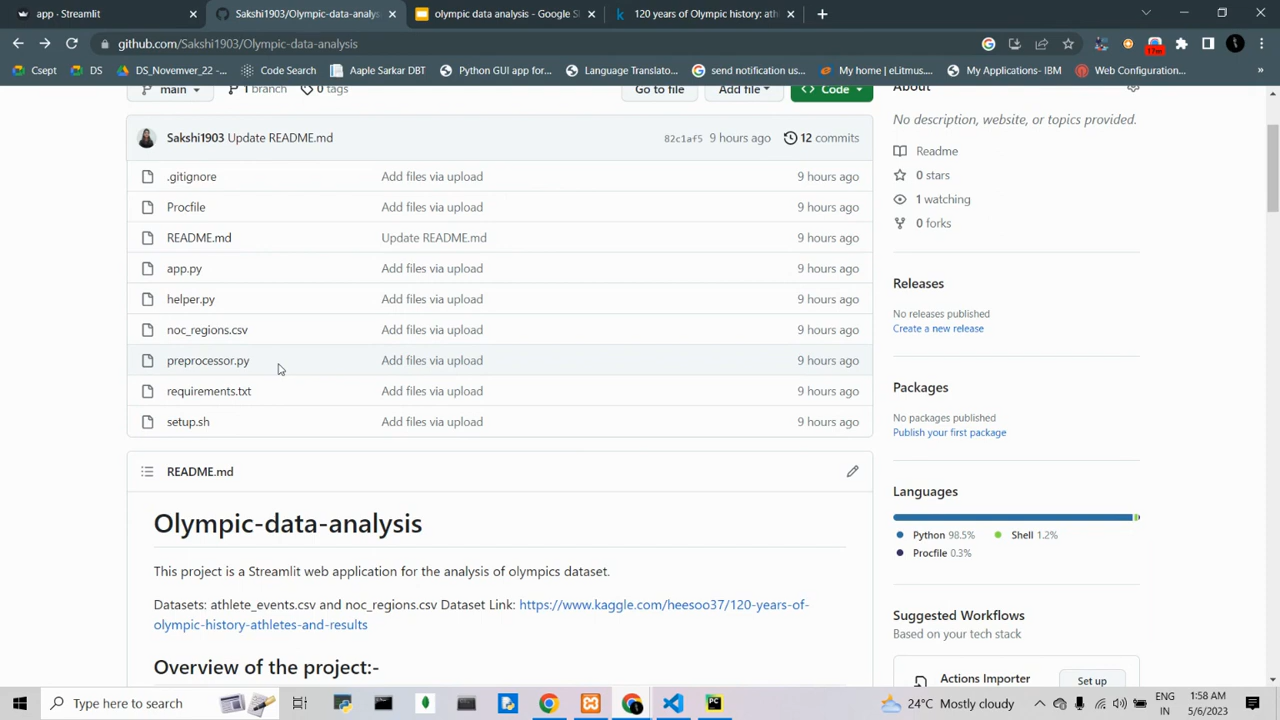 app · Streamlit
Sakshi1903/Olympic-data-analysis
olympic data analysis - Google Sl
120 years of Olympic history: ath
github.com/Sakshi1903/Olympic-data-analysis
17m
Csept
DS
DS_Novemver_22 -...
Code Search
Aaple Sarkar DBT
Python GUI app for...
Language Translato...
send notification us...
My home | eLitmus...
My Applications- IBM
Web Configuration...
»
main
1 branch
0 tags
Go to file
Add file
Code
About
Sakshi1903 Update README.md
82c1af5 9 hours ago
12 commits
.gitignore Add files via upload 9 hours ago
Procfile Add files via upload 9 hours ago
README.md Update README.md 9 hours ago
app.py Add files via upload 9 hours ago
helper.py Add files via upload 9 hours ago
noc_regions.csv Add files via upload 9 hours ago
preprocessor.py Add files via upload 9 hours ago
requirements.txt Add files via upload 9 hours ago
setup.sh Add files via upload 9 hours ago
No description, website, or topics provided.
Readme
0 stars
1 watching
0 forks
Releases
No releases published
Create a new release
Packages
No packages published
Publish your first package
Languages
Python 98.5%
Shell 1.2%
Procfile 0.3%
Suggested Workflows
Based on your tech stack
Actions Importer
Set up
README.md
Olympic-data-analysis
This project is a Streamlit web application for the analysis of olympics dataset.
Datasets: athlete_events.csv and noc_regions.csv Dataset Link: https://www.kaggle.com/heesoo37/120-years-of-
olympic-history-athletes-and-results
Overview of the project:-
Type here to search
24°C Mostly cloudy
ENG
IN
1:58 AM
5/6/2023